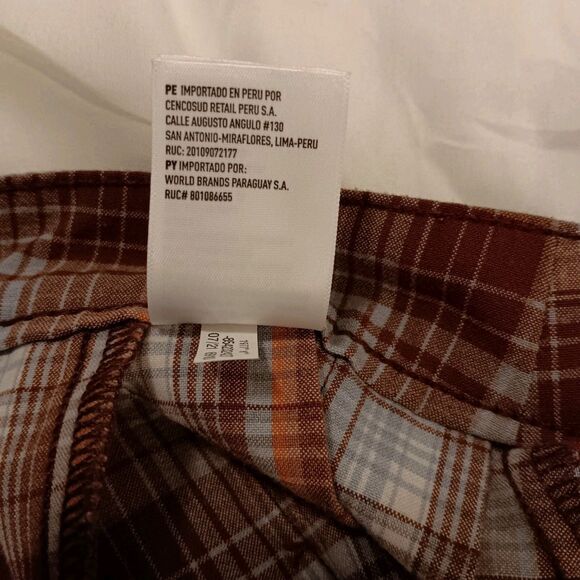 PE IMPORTADO EN PERU POR
CENCOSUD RETAIL PERU S.A.
CALLE AUGUSTO ANGULO #130
SAN ANTONIO-MIRAFLORES, LIMA-PERU
RUC: 20109072177
PY IMPORTADO POR:
WORLD BRANDS PARAGUAY S.A.
RUC# 801086655